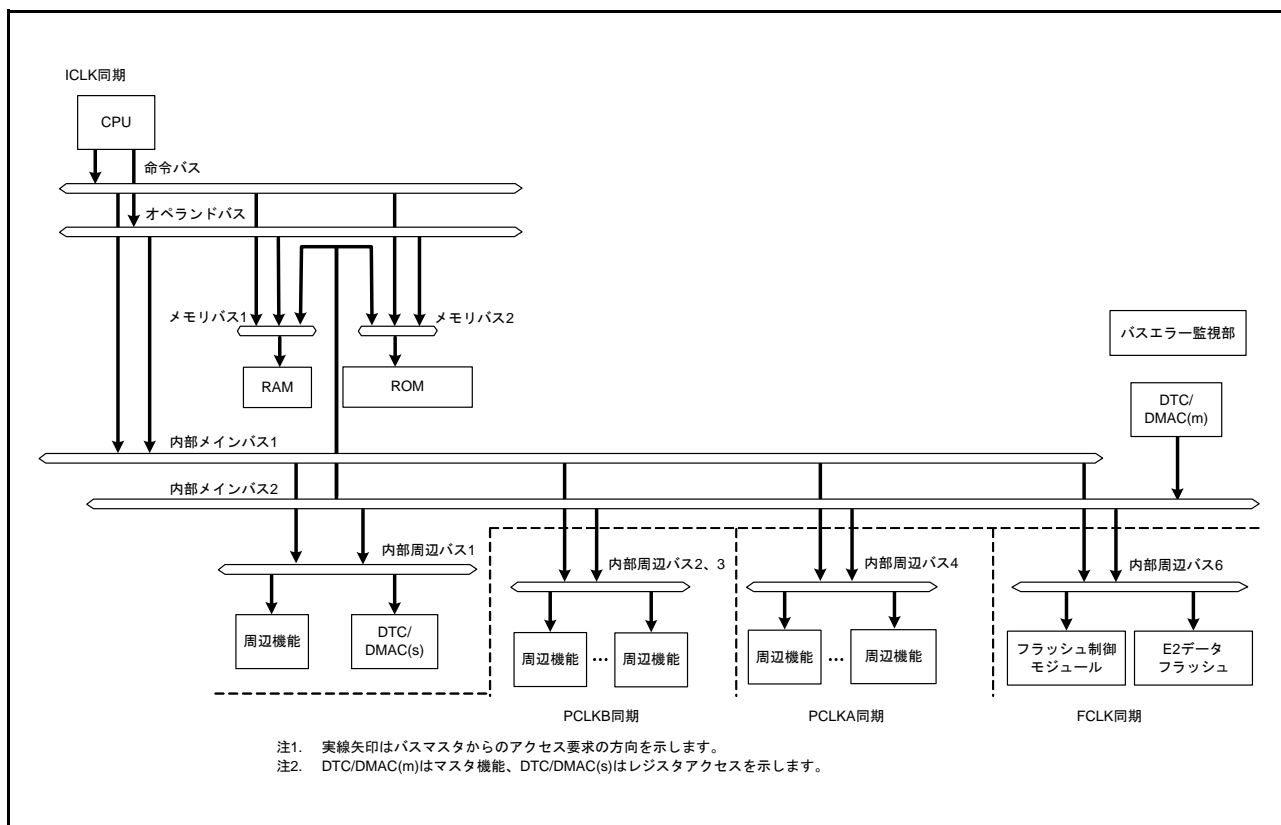 ICLK同期
CPU
命令バス
オペランドバス
メモリバス1
メモリバス2
RAM
ROM
バスエラー監視部
DTC/
DMAC(m)
内部メインバス1
内部メインバス2
内部周辺バス1
内部周辺バス2、3
内部周辺バス4
内部周辺バス6
周辺機能
DTC/
DMAC(s)
周辺機能
…
周辺機能
周辺機能
…
周辺機能
フラッシュ制御
モジュール
E2データ
フラッシュ
PCLKB同期
PCLKA同期
FCLK同期
注1. 実線矢印はバスマスタからのアクセス要求の方向を示します。
注2. DTC/DMAC(m)はマスタ機能、DTC/DMAC(s)はレジスタアクセスを示します。